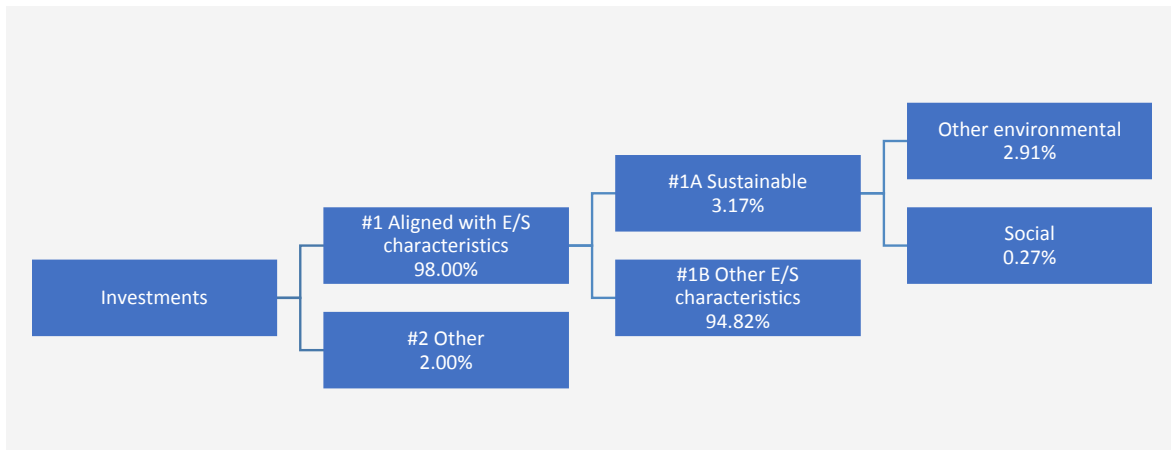 Investments
#1 Aligned with E/S
characteristics
98.00%
#2 Other
2.00%
#1A Sustainable
3.17%
#1B Other E/S
characteristics
94.82%
Other environmental
2.91%
Social
0.27%